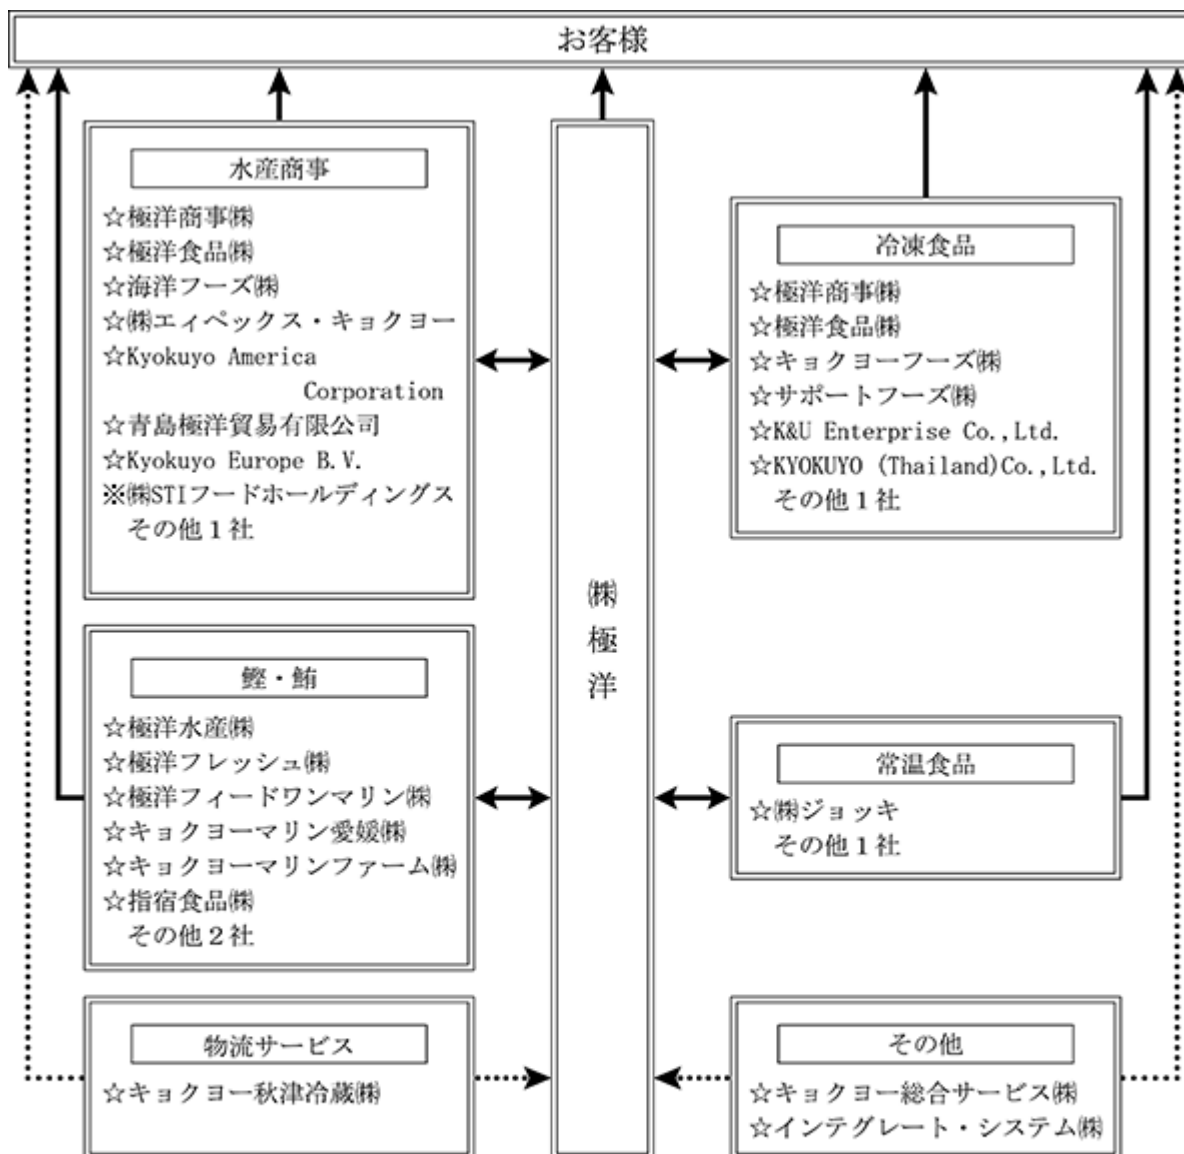 お客様
水産商事
☆極洋商事㈱
☆極洋食品㈱
☆海洋フーズ㈱
☆㈱エィペックス・キョクヨー
☆Kyokuyo America
Corporation
☆青島極洋貿易有限公司
☆Kyokuyo Europe B.V.
※㈱STIフードホールディングス
その他１社
鰹・鮪
☆極洋水産㈱
☆極洋フレッシュ㈱
☆極洋フィードワンマリン㈱
☆キョクヨーマリン愛媛㈱
☆キョクヨーマリンファーム㈱
☆指宿食品㈱
その他２社
物流サービス
☆キョクヨー秋津冷蔵㈱
㈱極洋
冷凍食品
☆極洋商事㈱
☆極洋食品㈱
☆キョクヨーフーズ㈱
☆サポートフーズ㈱
☆K&U Enterprise Co.,Ltd.
☆KYOKUYO (Thailand)Co.,Ltd.
その他１社
常温食品
☆㈱ジョッキ
その他１社
その他
☆キョクヨー総合サービス㈱
☆インテグレート・システム㈱